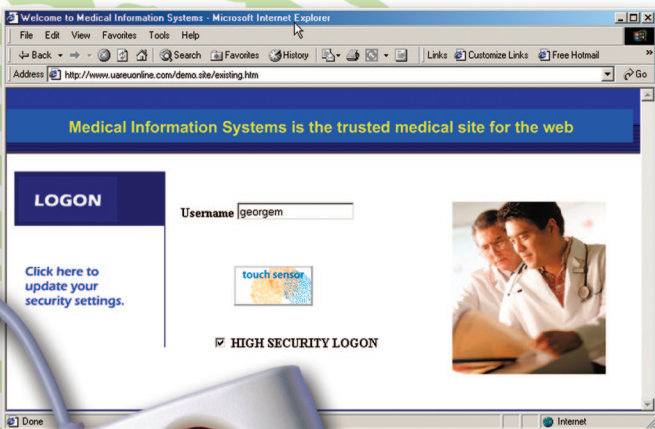 Welcome to Medical Information Systems - Microsoft Internet Explorer
File Edit View Favorites Tools Help
Back Search Favorites History Links Customize Links Free Hotmail »
Address http://www.uareuonline.com/demo.site/existing.htm Go
Medical Information Systems is the trusted medical site for the web
LOGON
Username georgem
touch sensor
Click here to
update your
security settings.
HIGH SECURITY LOGON
Done Internet